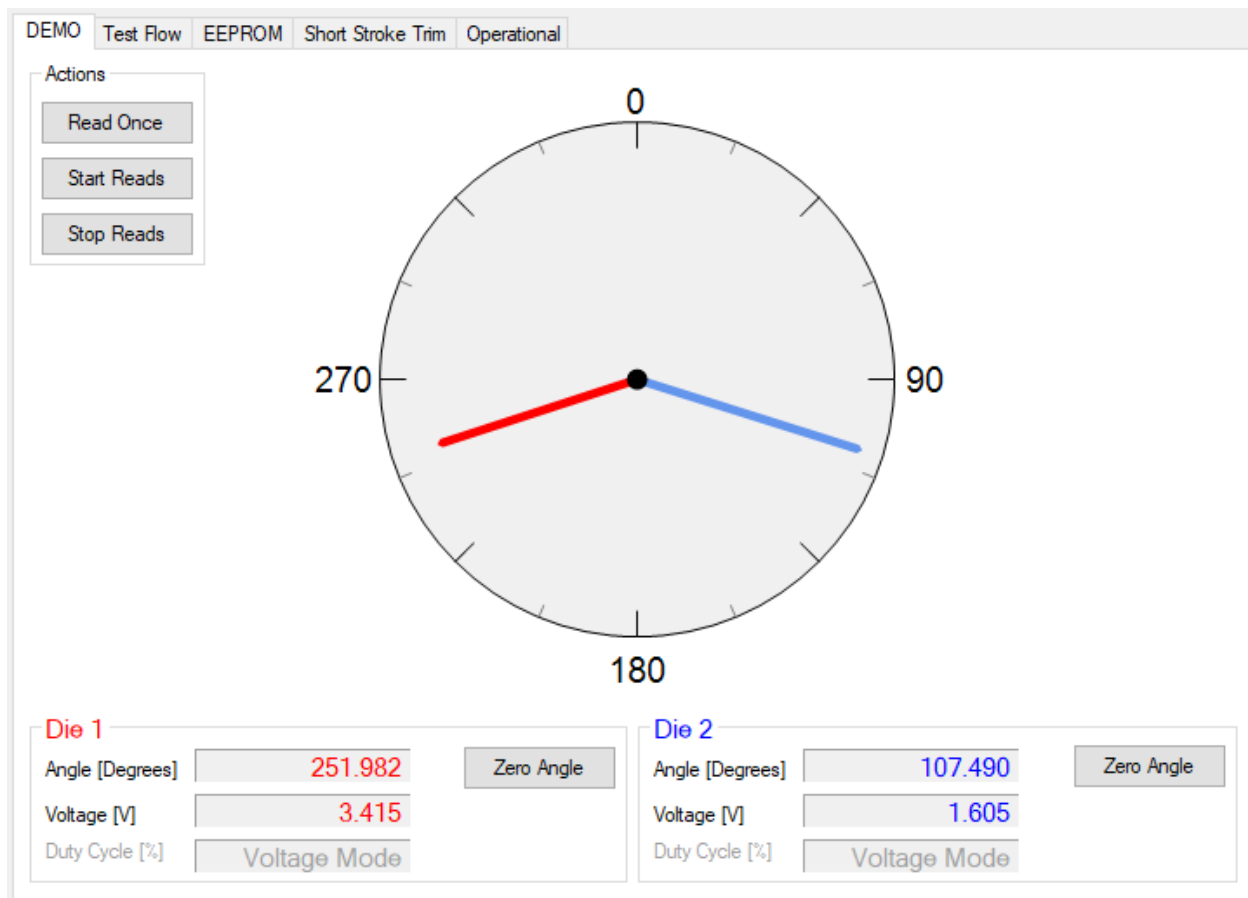 DEMO Test Flow EEPROM Short Stroke Trim Operational
Actions
Read Once
Start Reads
Stop Reads
0
270
90
180
Die 1
Angle [Degrees] 251.982 Zero Angle
Voltage [V] 3.415
Duty Cycle [%] Voltage Mode
Die 2
Angle [Degrees] 107.490 Zero Angle
Voltage [V] 1.605
Duty Cycle [%] Voltage Mode